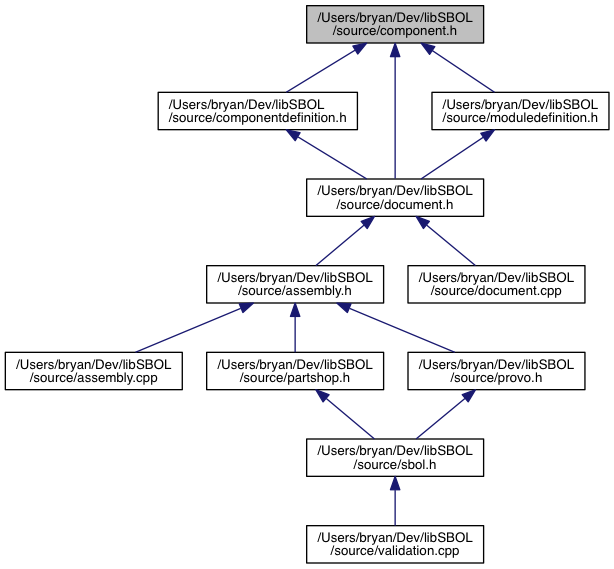 /Users/bryan/Dev/libSBOL
/source/component.h
/Users/bryan/Dev/libSBOL
/source/componentdefinition.h
/Users/bryan/Dev/libSBOL
/source/moduledefinition.h
/Users/bryan/Dev/libSBOL
/source/document.h
/Users/bryan/Dev/libSBOL
/source/assembly.h
/Users/bryan/Dev/libSBOL
/source/document.cpp
/Users/bryan/Dev/libSBOL
/source/assembly.cpp
/Users/bryan/Dev/libSBOL
/source/partshop.h
/Users/bryan/Dev/libSBOL
/source/provo.h
/Users/bryan/Dev/libSBOL
/source/sbol.h
/Users/bryan/Dev/libSBOL
/source/validation.cpp